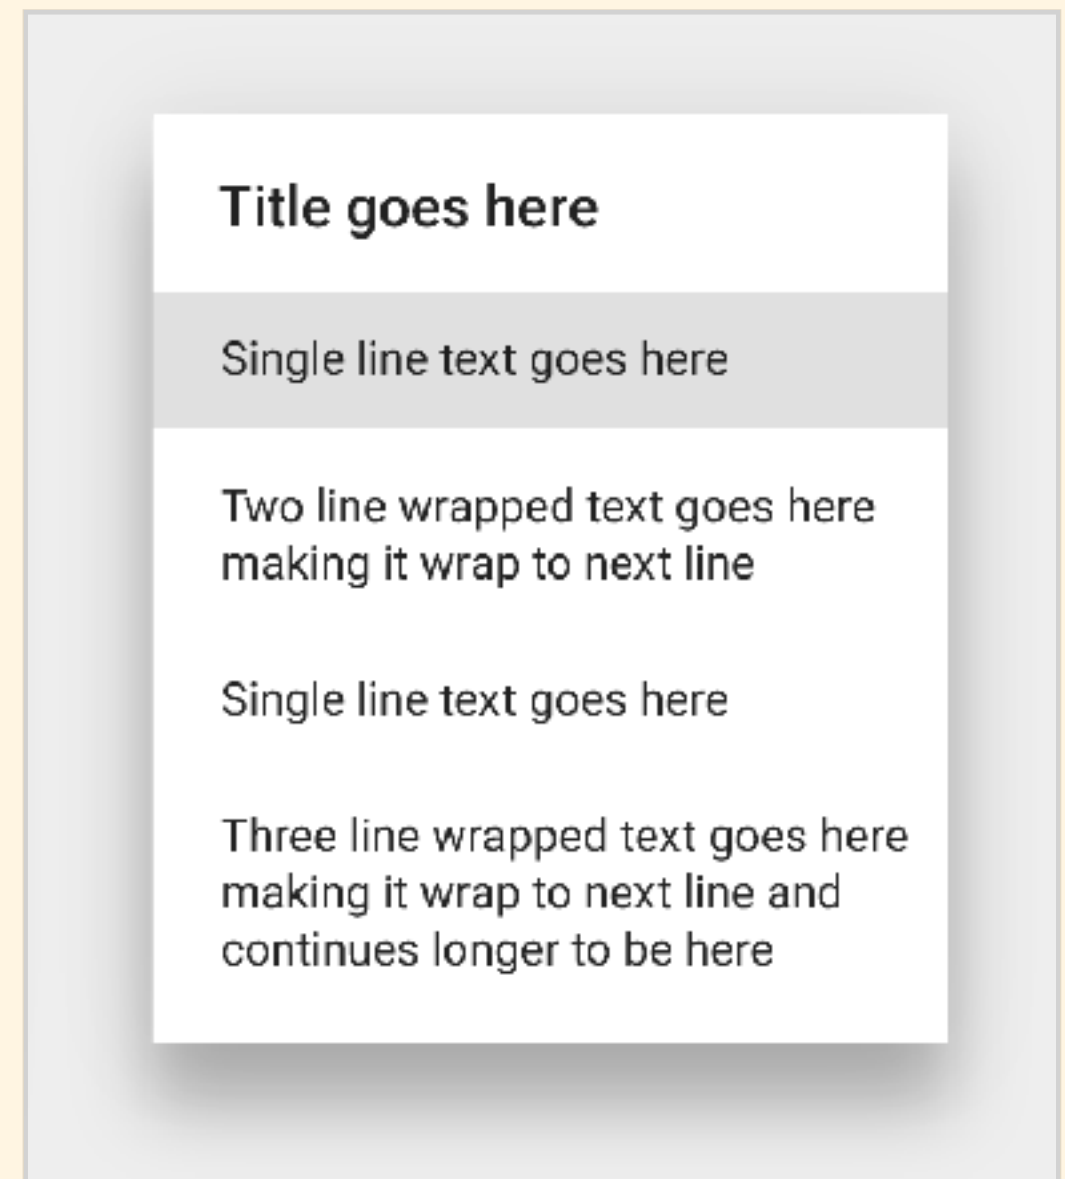 Title goes here
Single line text goes here
Two line wrapped text goes here
making it wrap to next line
Single line text goes here
Three line wrapped text goes here
making it wrap to next line and
continues longer to be here